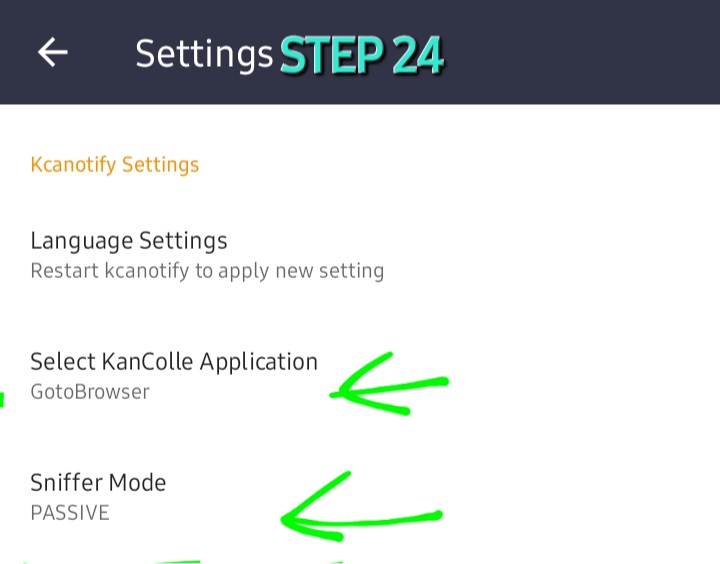 Settings STEP 24
Kcanotify Settings
Language Settings
Restart kcanotify to apply new setting
Select KanColle Application
GotoBrowser
Sniffer Mode
PASSIVE